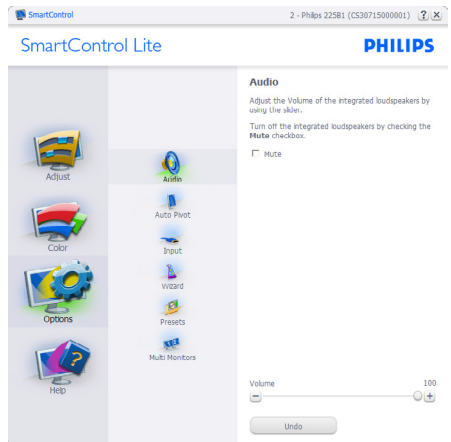 SmartControl
2 - Philips 225B1 (CS30715000001)
?
X
SmartControl Lite
PHILIPS
Adjust
Color
Options
Help
Audio
Auto Pivot
Input
Wizard
Presets
Multi Monitors
Audio
Adjust the Volume of the integrated loudspeakers by
using the slider.
Turn off the integrated loudspeakers by checking the
Mute checkbox.
Mute
Volume 100
Undo